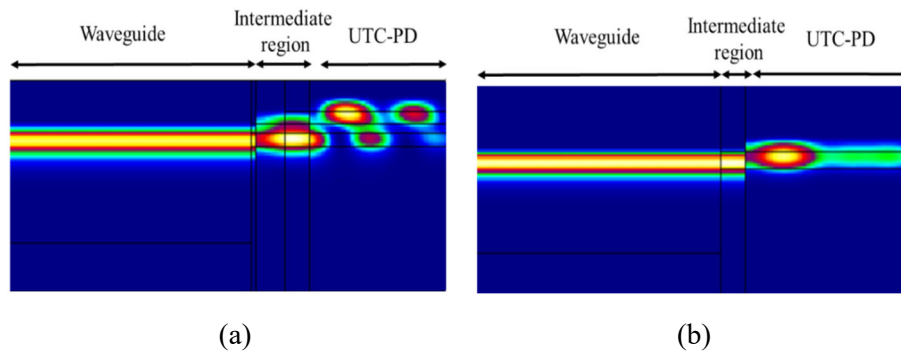 Waveguide
Intermediate
region
UTC-PD
Waveguide
Intermediate
region
UTC-PD
(a)
(b)